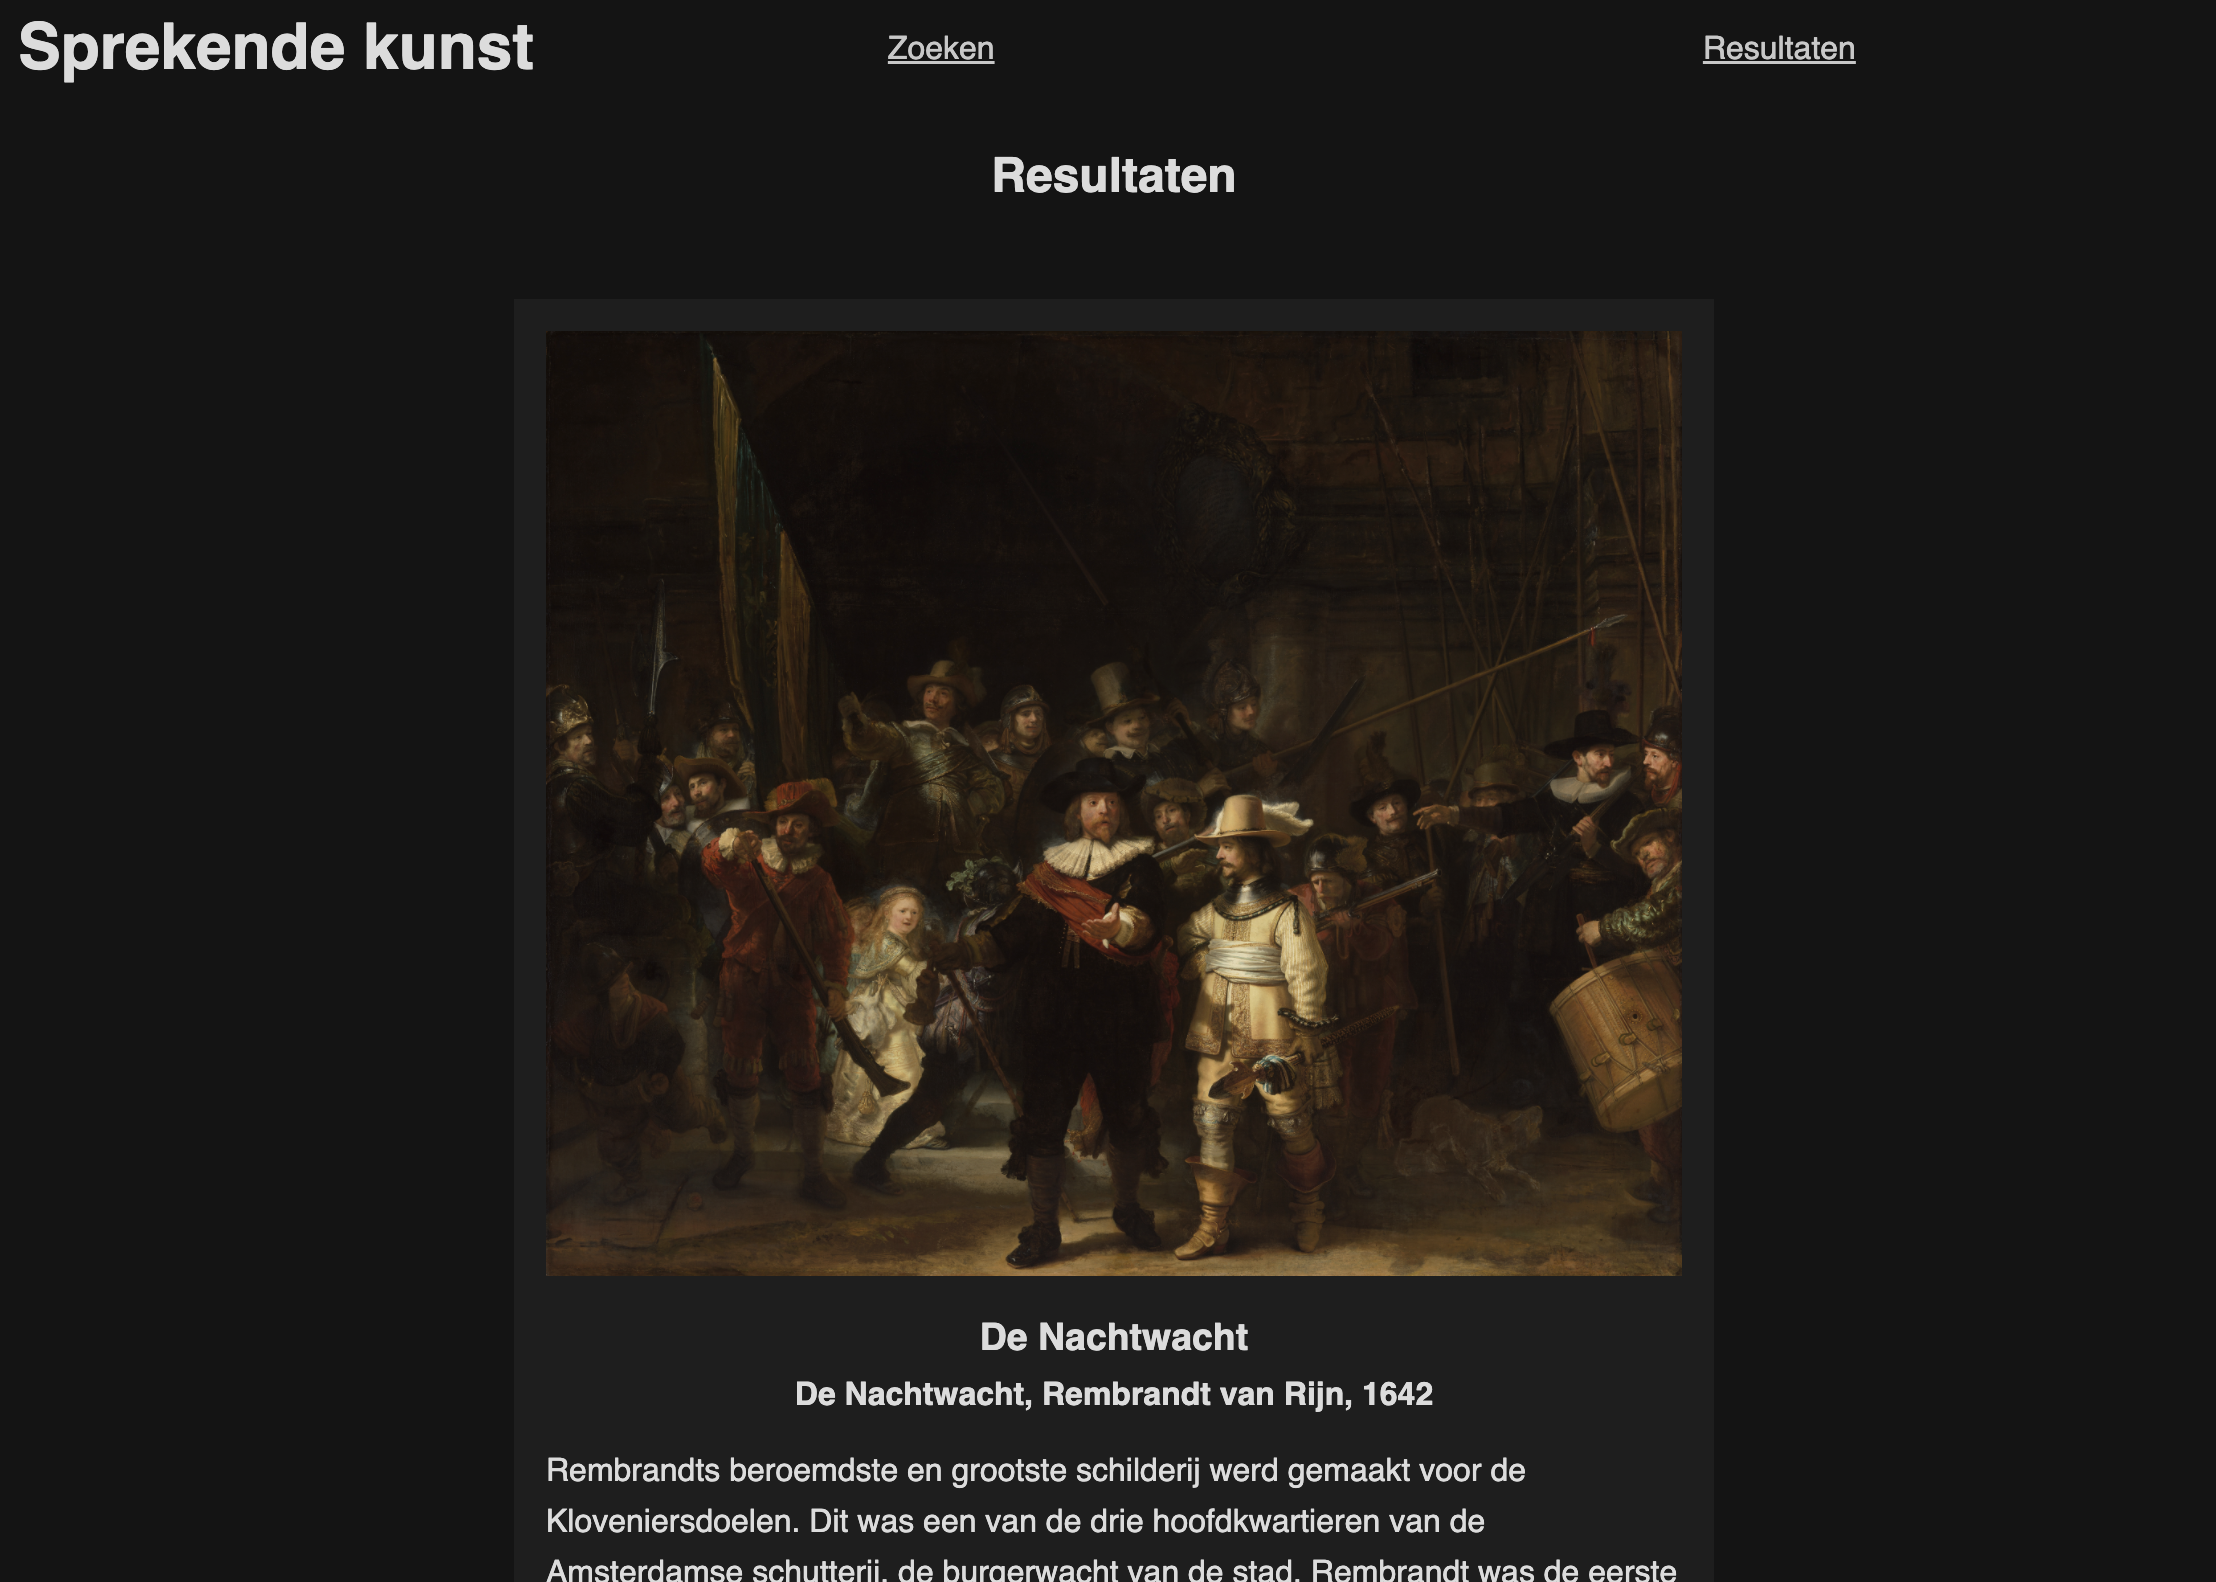 Sprekende kunst
Zoeken
Resultaten
Resultaten
De Nachtwacht
De Nachtwacht, Rembrandt van Rijn, 1642
Rembrandts beroemdste en grootste schilderij werd gemaakt voor de
Kloveniersdoelen. Dit was een van de drie hoofdkwartieren van de
Amsterdamse schutterij, de burgerwacht van de stad. Rembrandt was de eerste